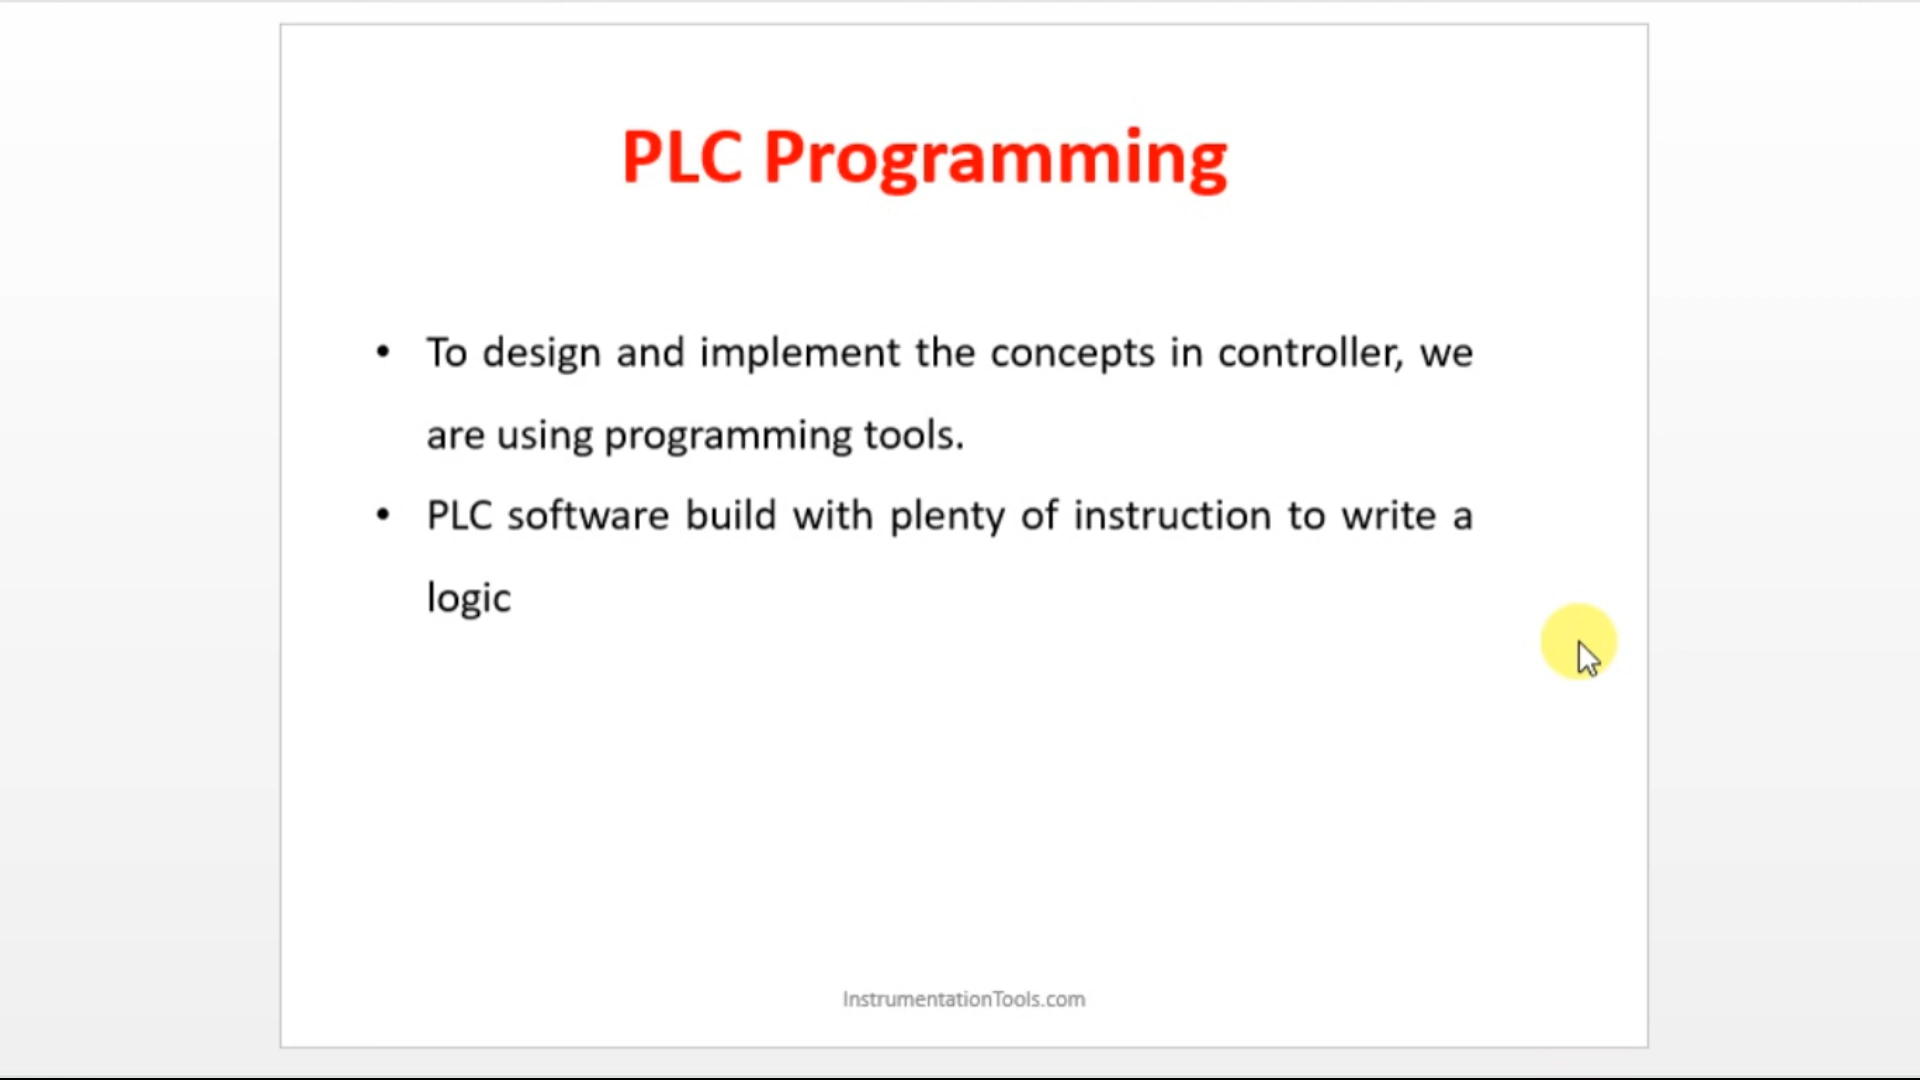 PLC Programming
• To design and implement the concepts in controller, we
are using programming tools.
• PLC software build with plenty of instruction to write a
logic
InstrumentationTools.com